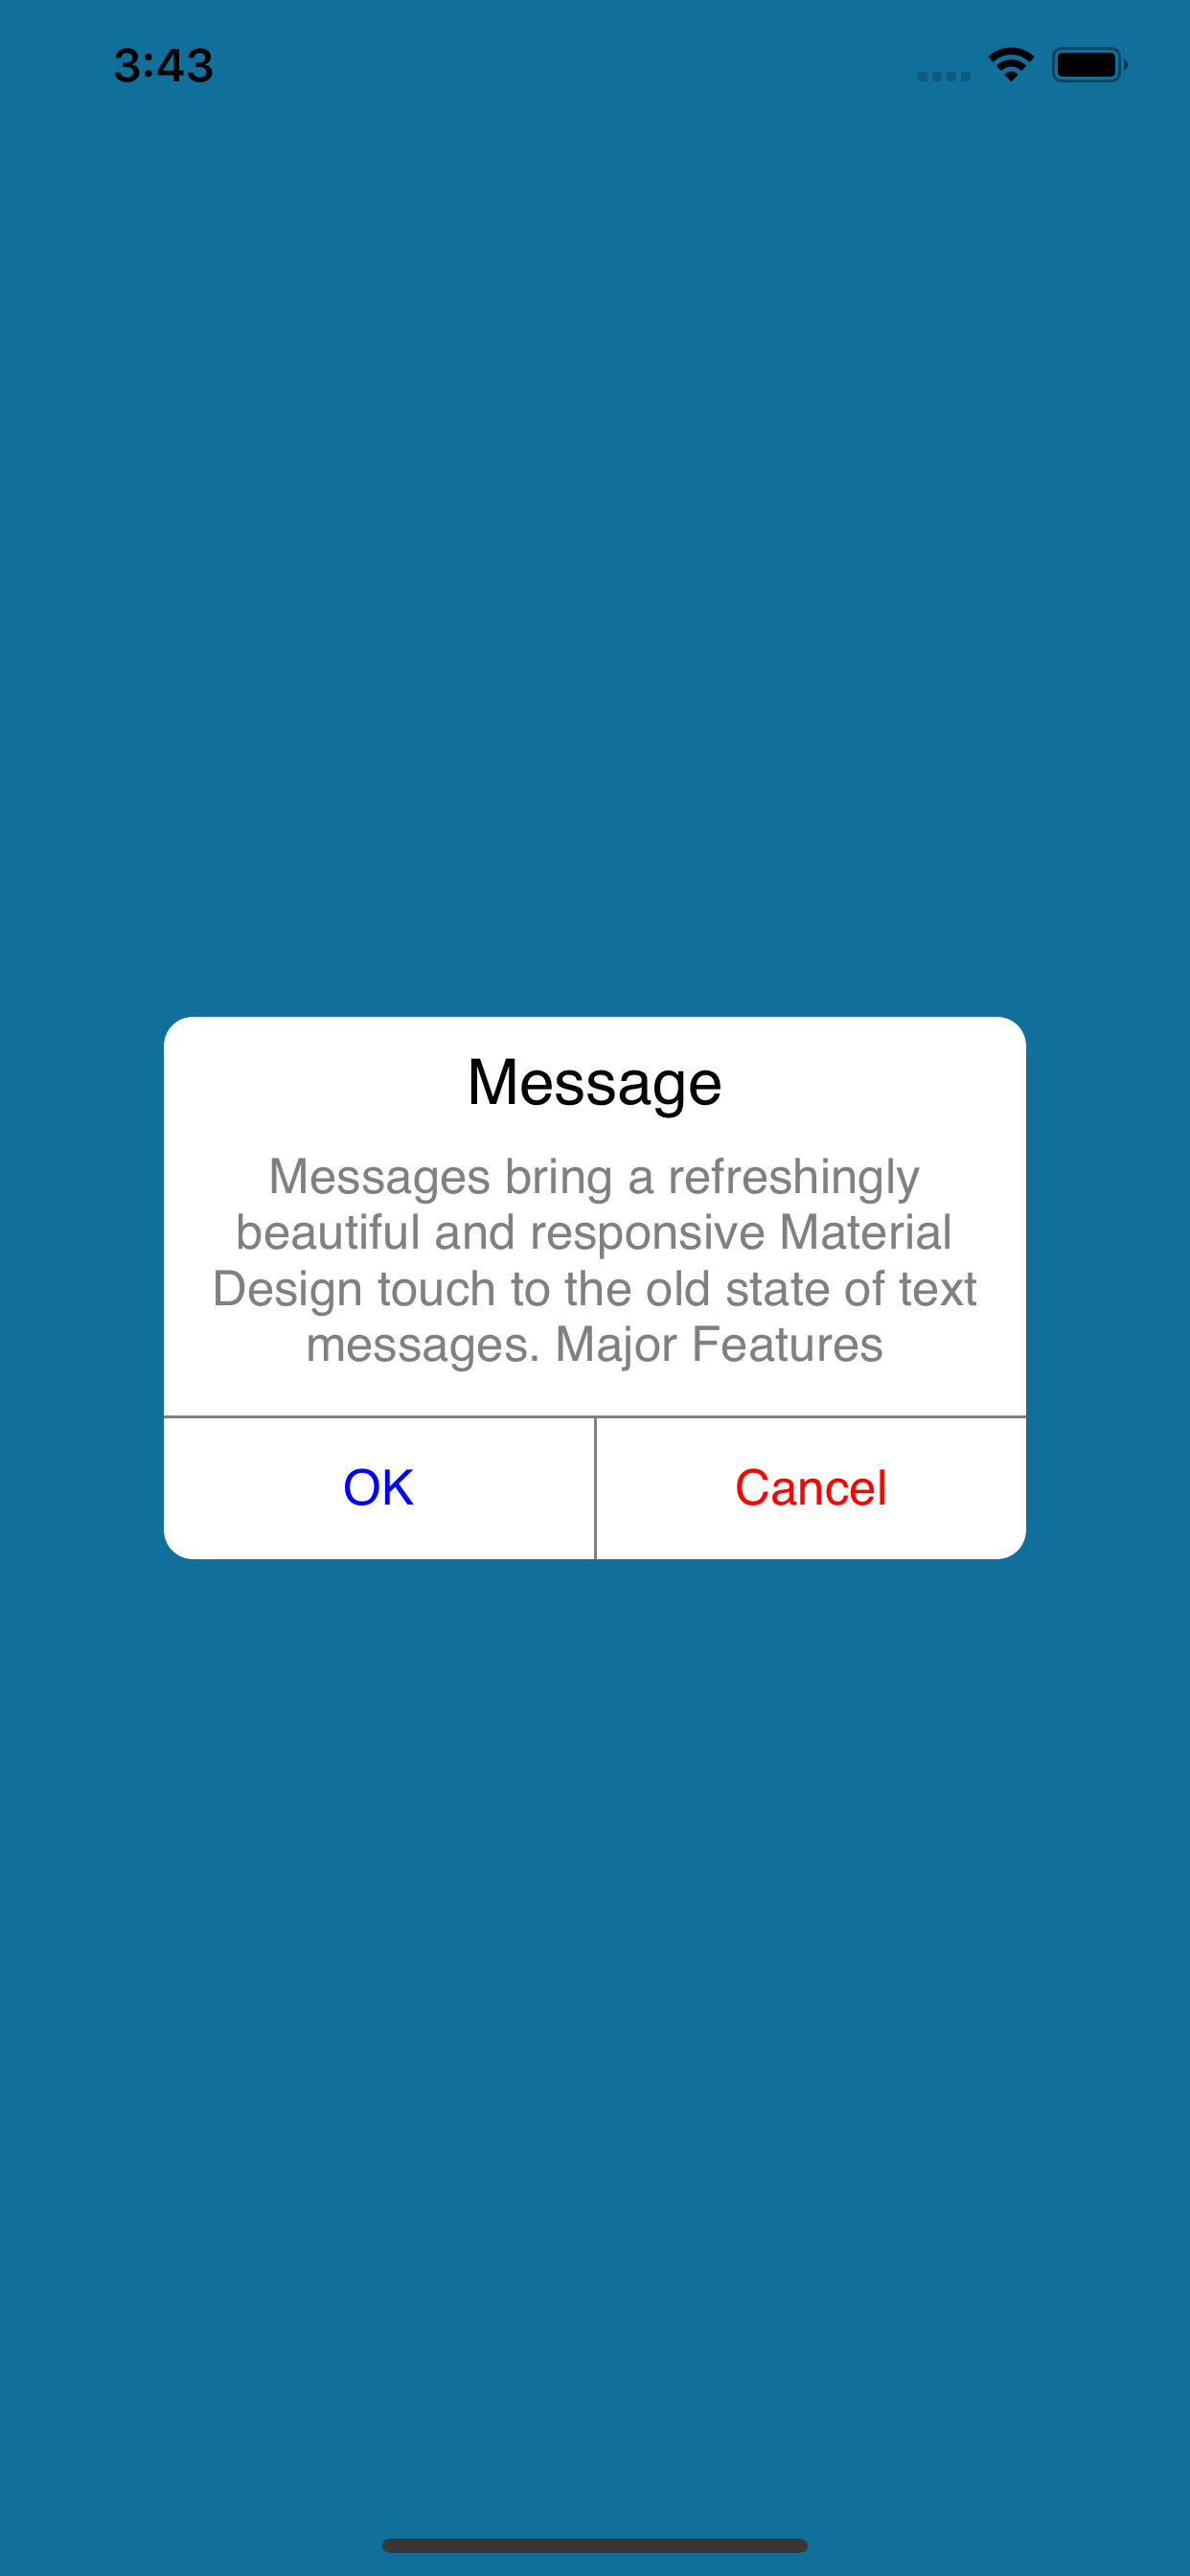 3:43
Message
Messages bring a refreshingly
beautiful and responsive Material
Design touch to the old state of text
messages. Major Features
OK
Cancel